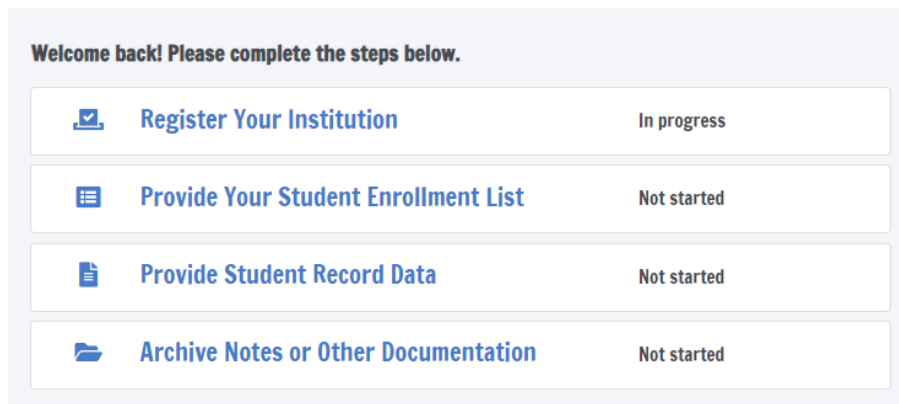 Welcome back! Please complete the steps below.
Register Your Institution In progress
Provide Your Student Enrollment List Not started
Provide Student Record Data Not started
Archive Notes or Other Documentation Not started